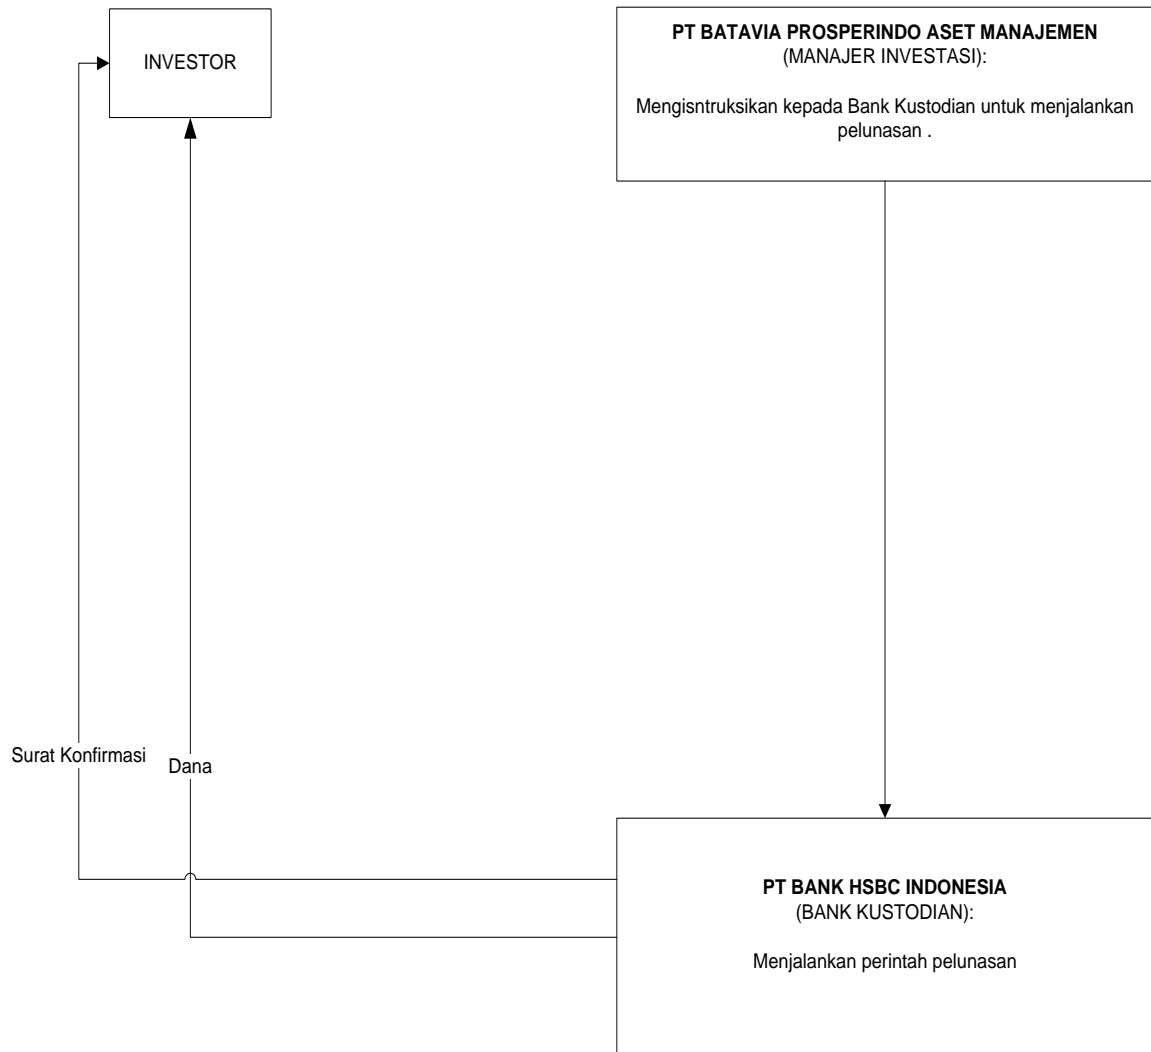 INVESTOR
PT BATAVIA PROSPERINDO ASET MANAJEMEN
(MANAJER INVESTASI):
Mengisntruksikan kepada Bank Kustodian untuk menjalankan
pelunasan .
Surat Konfirmasi
Dana
PT BANK HSBC INDONESIA
(BANK KUSTODIAN):
Menjalankan perintah pelunasan